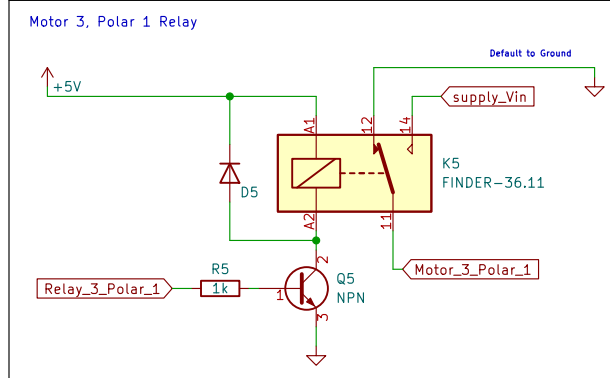 Motor 3, Polar 1 Relay
Default to Ground
+5V
supply_Vin
A1
12
14
K5
FINDER-36.11
D5
A2
11
2
Motor_3_Polar_1
R5
Q5
Relay_3_Polar_1
1k
1
NPN
3